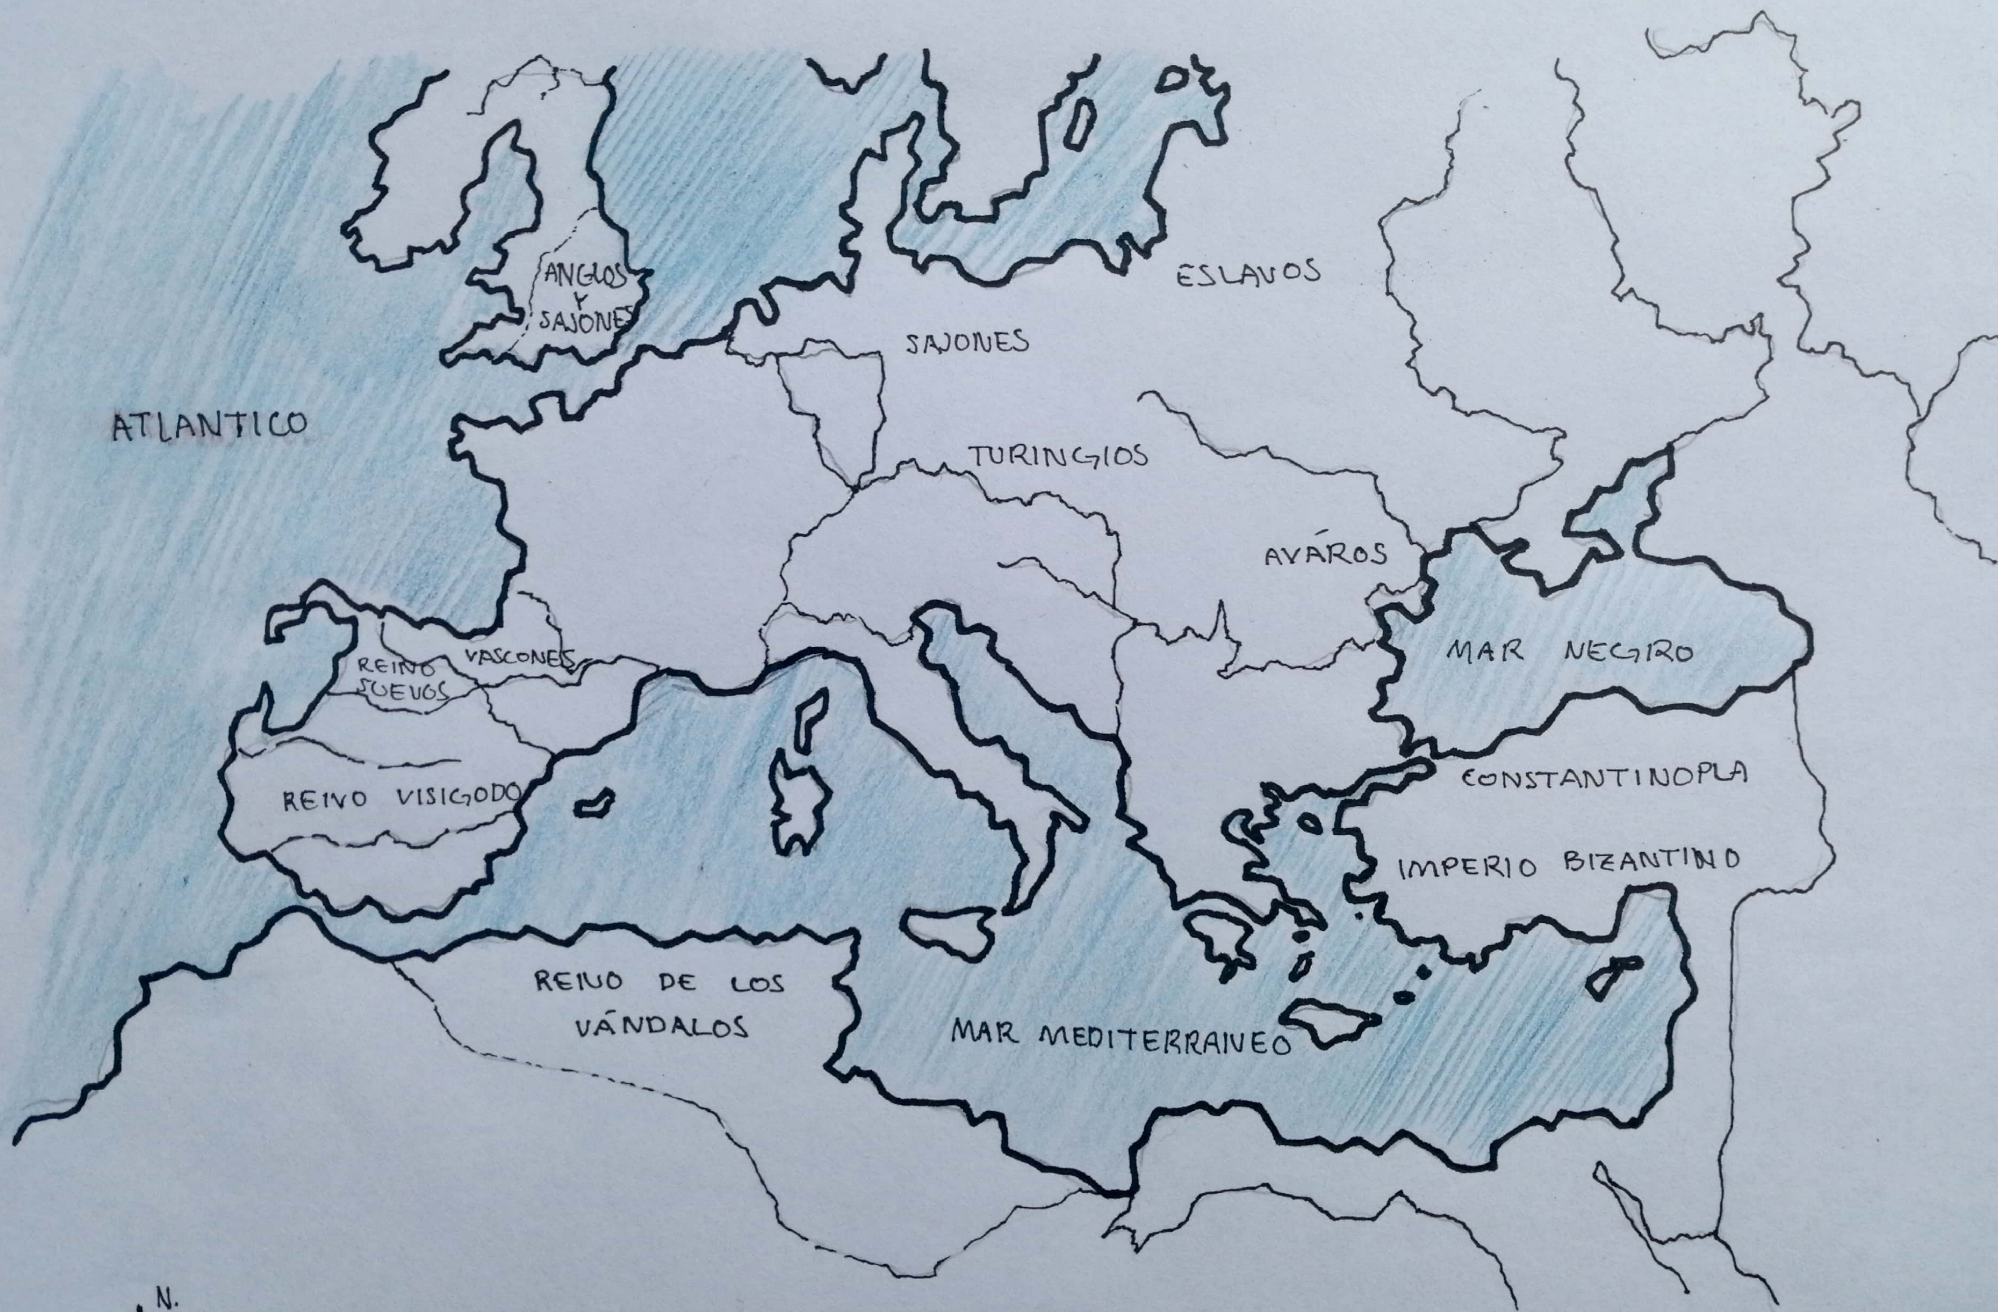 ANGLOS
Y
SAJONES
ESLAVOS
SAJONES
ATLANTICO
TURINGIOS
AVÁROS
MAR NEGRO
VASCONES
REINO
SUEVOS
REINO VISIGODO
CONSTANTINOPLA
IMPERIO BIZANTINO
REINO DE LOS
VÁNDALOS
MAR MEDITERRANEO
N.